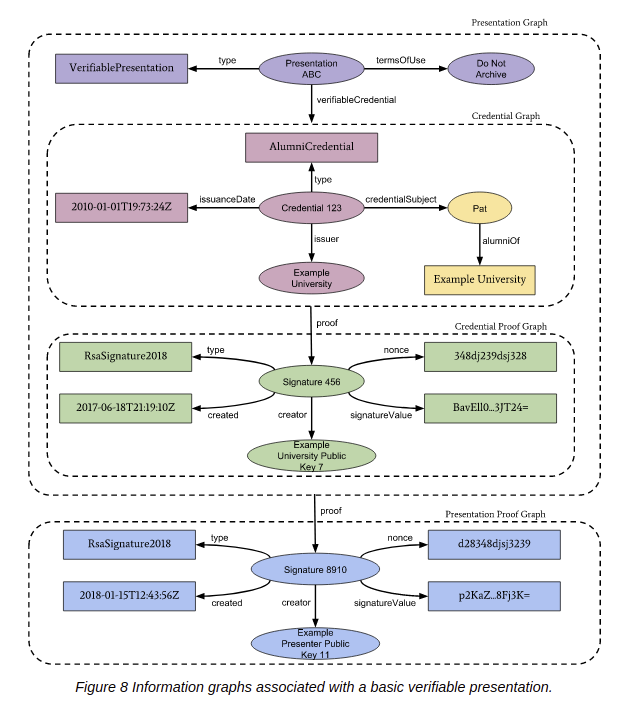 Presentation Graph
VerifiablePresentation
type
Presentation
ABC
termsOfUse
Do Not
Archive
verifiableCredential
Credential Graph
AlumniCredential
type
2010-01-01T19:73:24Z
issuanceDate
Credential 123
credentialSubject
Pat
issuer
alumniOf
Example
University
Example University
proof
Credential Proof Graph
RsaSignature2018
type
nonce
348dj239dsj328
Signature 456
2017-06-18T21:19:10Z
created
creator
signatureValue
BavEll0...3JT24=
Example
University Public
Key 7
proof
Presentation Proof Graph
RsaSignature2018
type
nonce
d28348djsj3239
Signature 8910
2018-01-15T12:43:56Z
created
creator
signatureValue
p2KaZ...8Fj3K=
Example
Presenter Public
Key 11
Figure 8 Information graphs associated with a basic verifiable presentation.